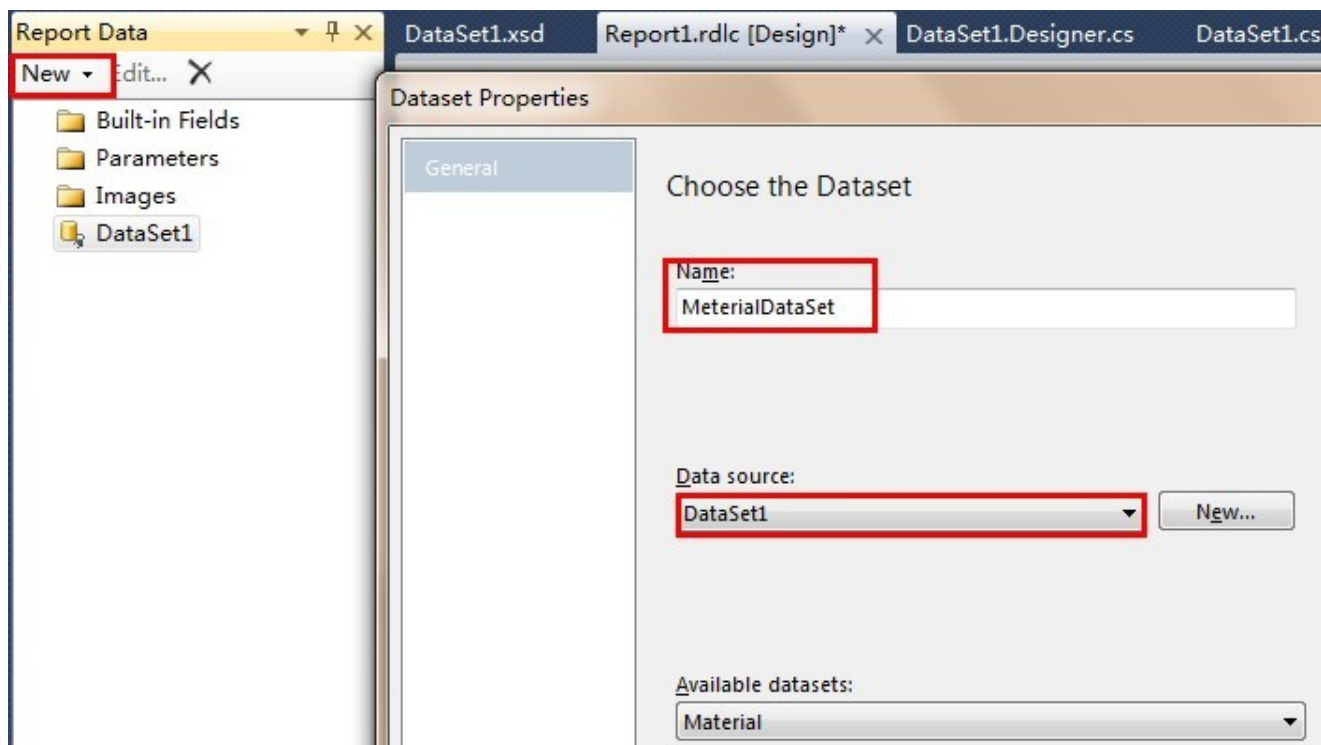 Report Data
DataSet1.xsd
Report1.rdlc [Design]*
DataSet1.Designer.cs
DataSet1.cs
New
Edit...
Built-in Fields
Parameters
Images
DataSet1
Dataset Properties
General
Choose the Dataset
Name:
MeterialDataSet
Data source:
DataSet1
New...
Available datasets:
Material